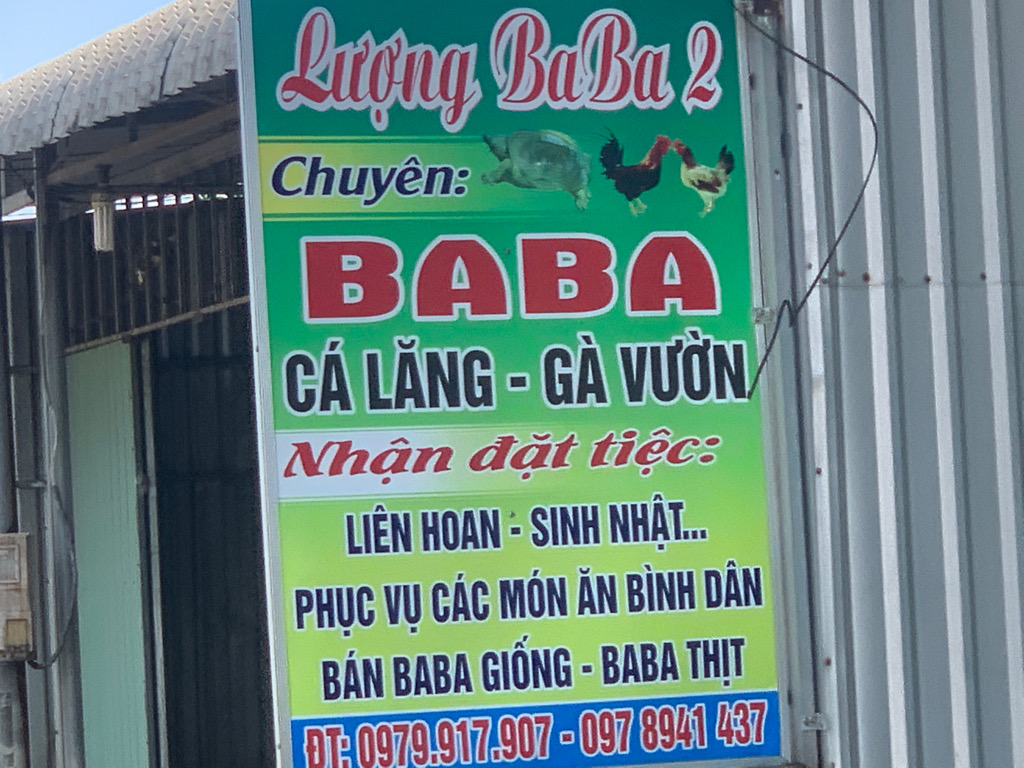 Lượng BaBa 2
Chuyên:
BABA
CÁ LĂNG - GÀ VƯỜN
Nhận đặt tiệc:
LIÊN HOAN - SINH NHẬT...
PHỤC VỤ CÁC MÓN ĂN BÌNH DÂN
BÁN BABA GIỐNG - BABA THỊT
ĐT: 0979.917.907 - 097 8941 437